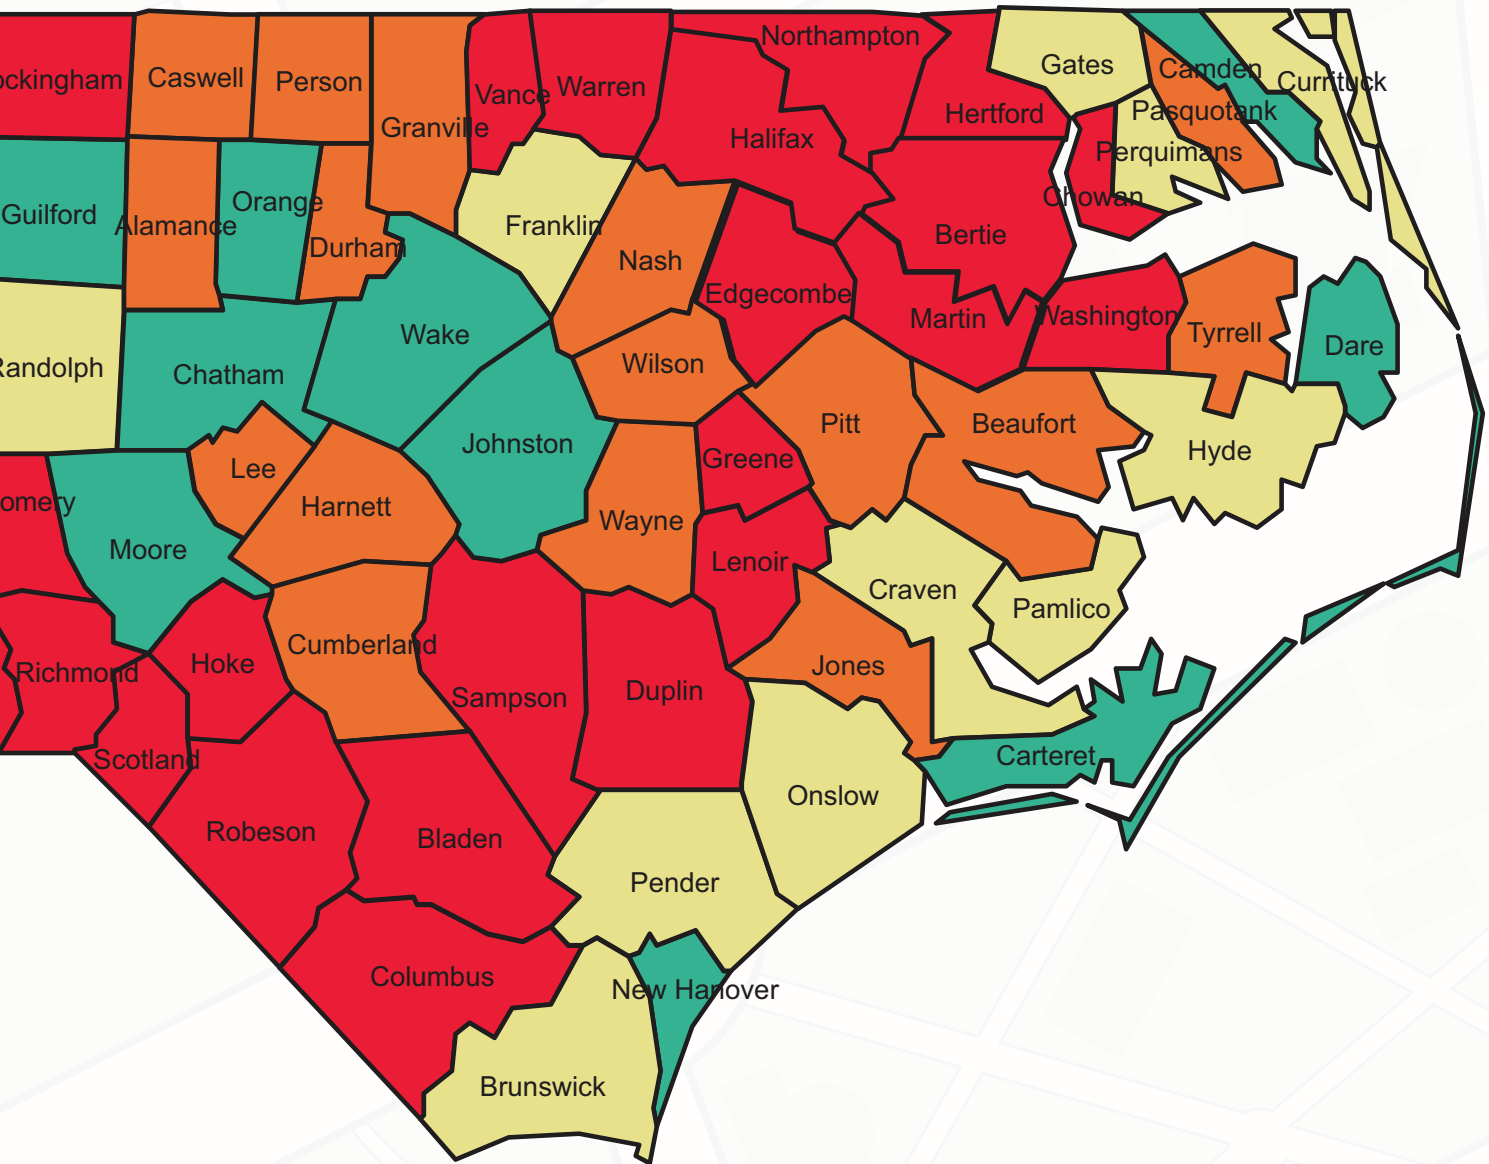 Northampton
Gates
Camden
Currituck
ockingham
Caswell
Person
Vance
Warren
Granville
Halifax
Hertford
Pasquotank
Perquimans
Chowan
Guilford
Alamance
Orange
Durham
Franklin
Nash
Bertie
Edgecombe
Martin
Washington
Tyrrell
Dare
Randolph
Chatham
Wake
Wilson
Pitt
Beaufort
Hyde
Johnston
Greene
Lee
Harnett
Wayne
omery
Moore
Lenoir
Craven
Pamlico
Richmond
Hoke
Cumberland
Sampson
Duplin
Jones
Scotland
Carteret
Onslow
Robeson
Bladen
Pender
Columbus
New Hanover
Brunswick